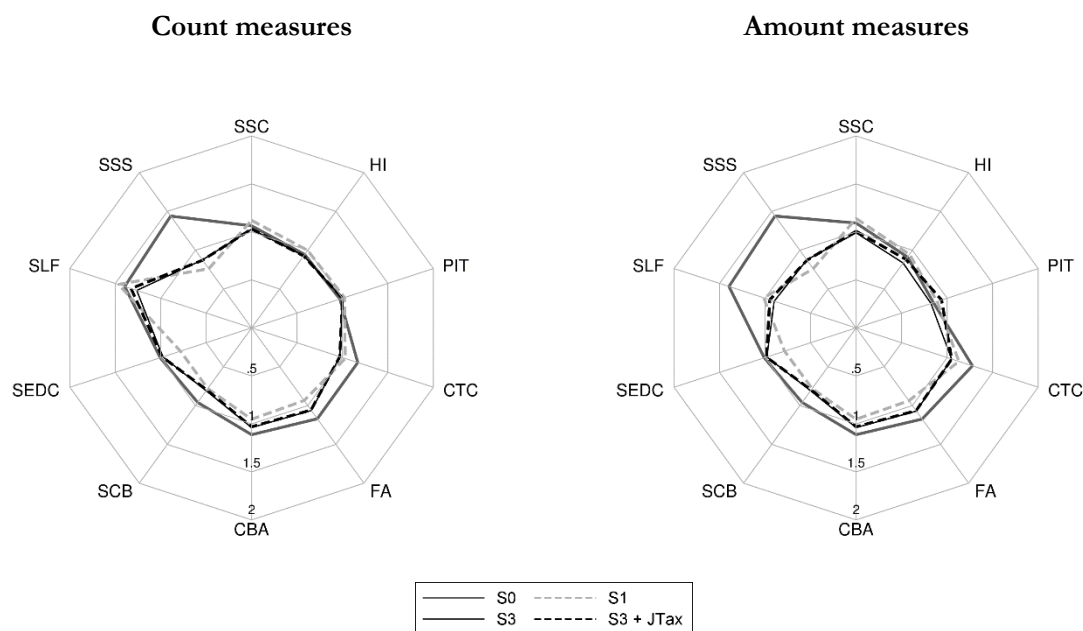 Count measures
Amount measures
SSC
HI
PIT
CTC
FA
CBA
SCB
SEDC
SLF
SSS
.5
1
1.5
2
SSC
HI
PIT
CTC
FA
CBA
SCB
SEDC
SLF
SSS
.5
1
1.5
2
S0 S1
S3 S3 + JTax